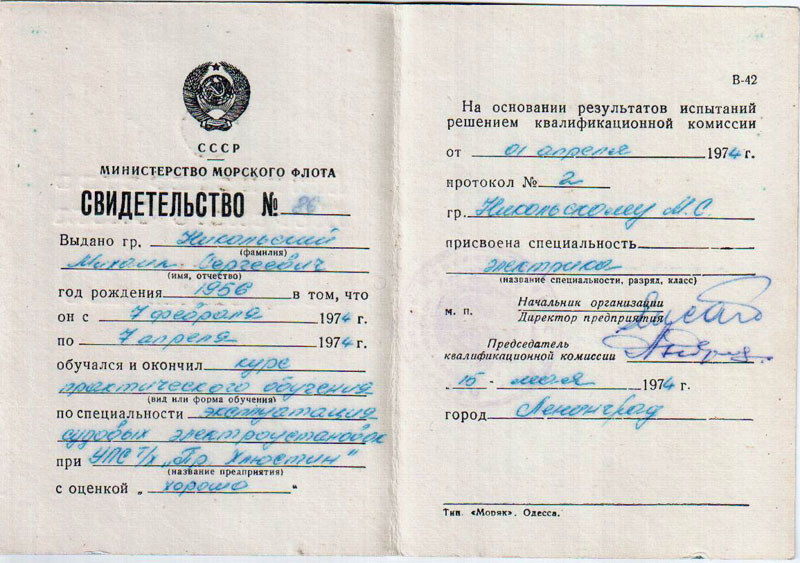 СССР
МИНИСТЕРСТВО МОРСКОГО ФЛОТА
СВИДЕТЕЛЬСТВО № 86
Выдано гр. Никольский
(фамилия)
Михаил Сергеевич
(имя, отчество)
год рождения 1956 в том, что
он с 7 февраля 1974 г.
по 7 апреля 1974 г.
обучался и окончил курс
практического обучения
(вид или форма обучения)
по специальности эксплуатация
судовых электроустановок
при УПС Т/х „Пр. Хлюстин“
(название предприятия)
с оценкой „хорошо“
В-42
На основании результатов испытаний
решением квалификационной комиссии
от 01 апреля 1974 г.
протокол № 2
гр. Никольскому М.С.
присвоена специальность
электрика
(название специальности, разряд, класс)
Начальник организации
м. п. Директор предприятия
Председатель
квалификационной комиссии
„15 - мая 1974 г.
город Ленинград
Тип. «Моряк». Одесса.